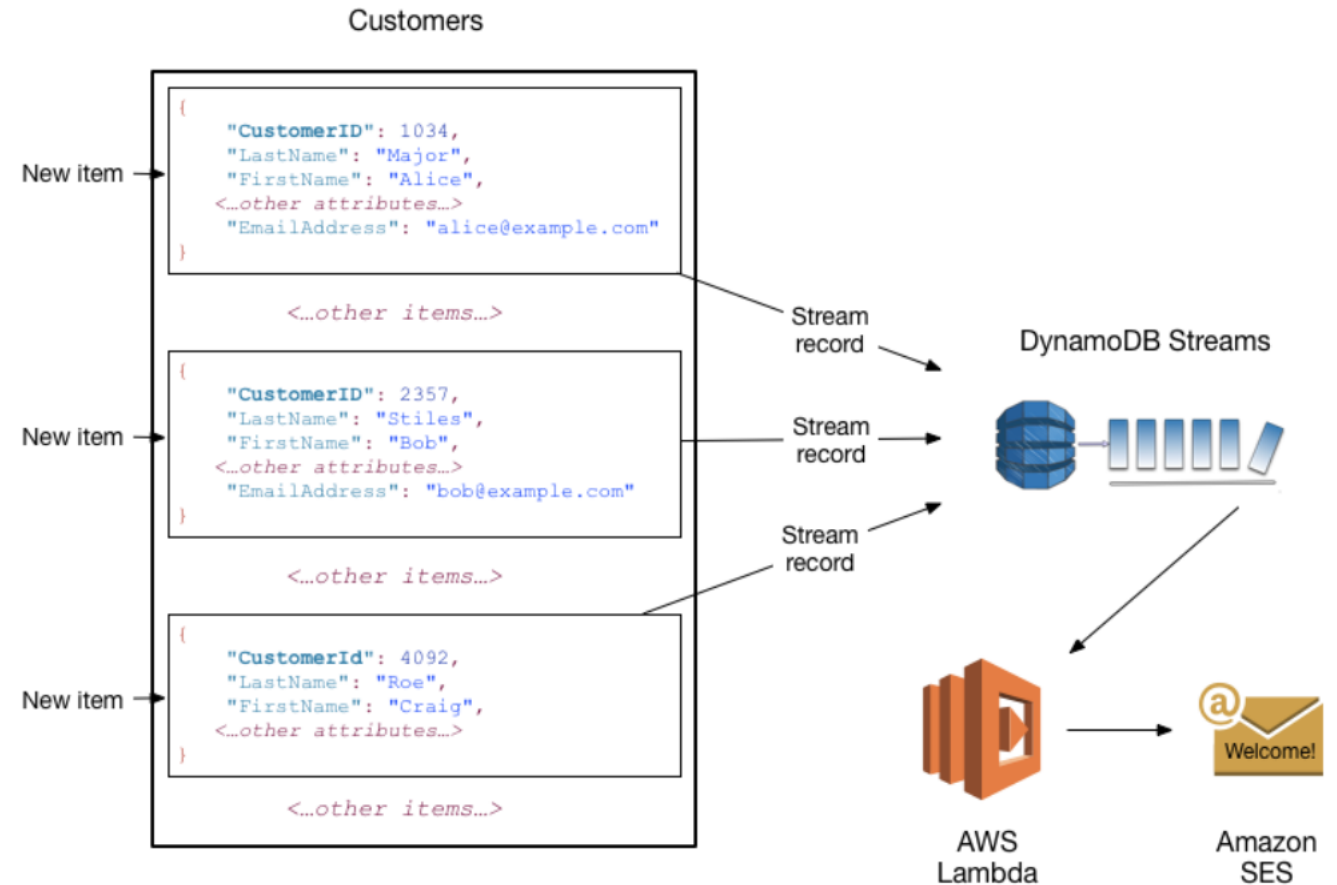 Customers
New item
{
"CustomerID": 1034,
"LastName": "Major",
"FirstName": "Alice",
<…other attributes…>
"EmailAddress": "alice@example.com"
}
<…other items…>
New item
{
"CustomerID": 2357,
"LastName": "Stiles",
"FirstName": "Bob",
<…other attributes…>
"EmailAddress": "bob@example.com"
}
<…other items…>
New item
{
"CustomerId": 4092,
"LastName": "Roe",
"FirstName": "Craig",
<…other attributes…>
}
<…other items…>
Stream
record
Stream
record
Stream
record
DynamoDB Streams
AWS
Lambda
@
Welcome!
Amazon
SES